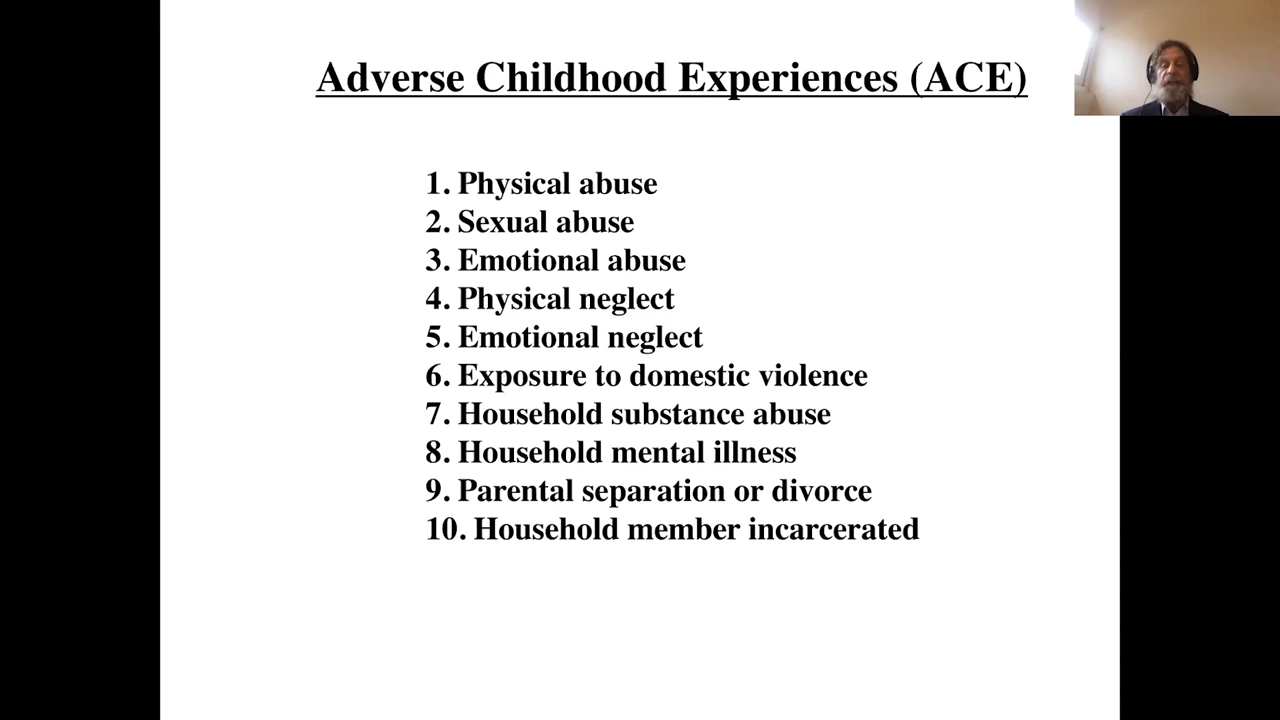 Adverse Childhood Experiences (ACE)
1. Physical abuse
2. Sexual abuse
3. Emotional abuse
4. Physical neglect
5. Emotional neglect
6. Exposure to domestic violence
7. Household substance abuse
8. Household mental illness
9. Parental separation or divorce
10. Household member incarcerated